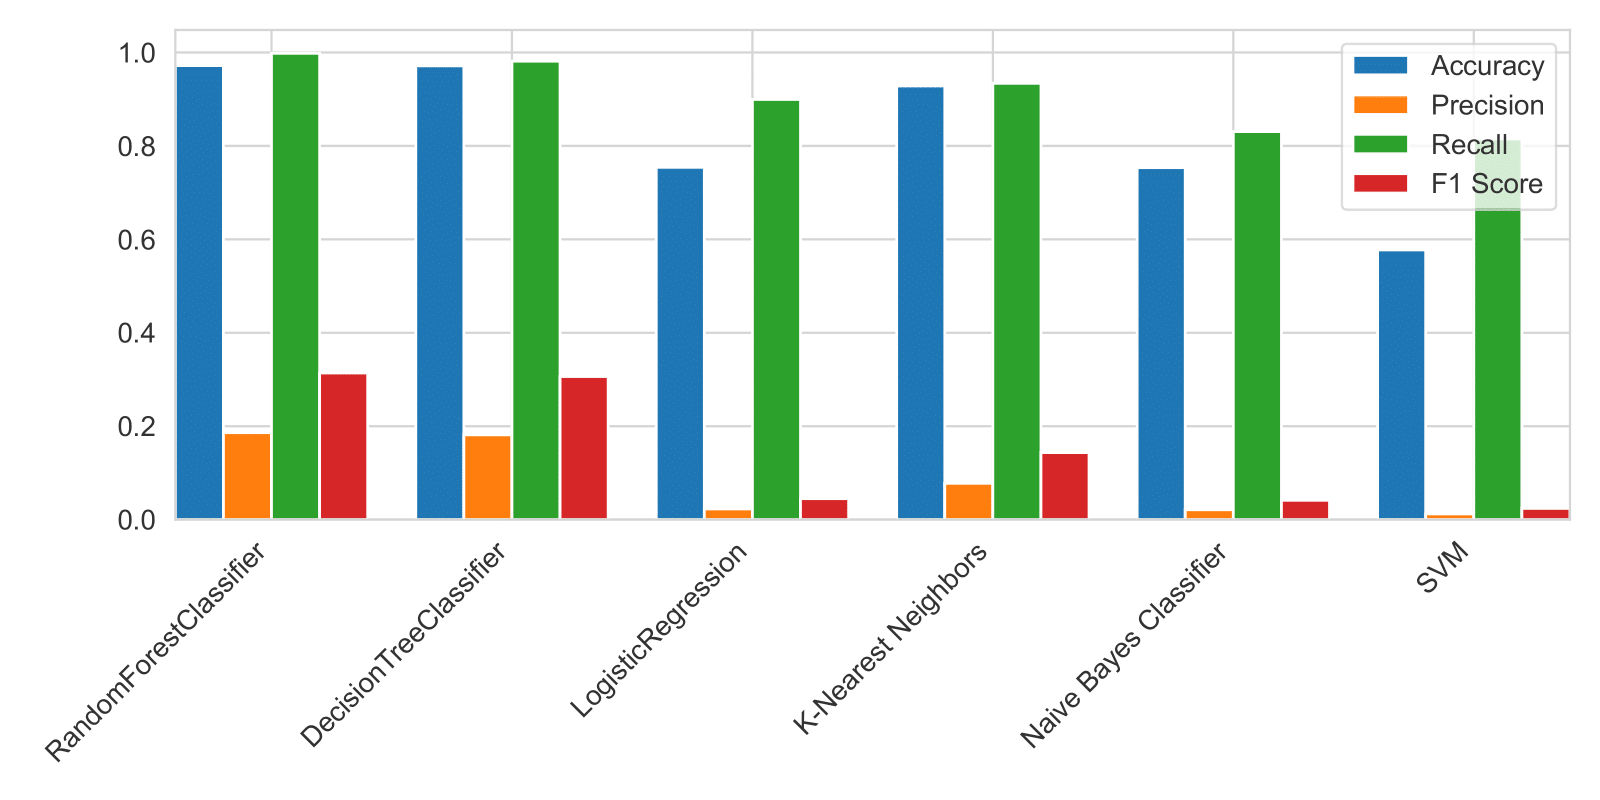 1.0
0.8
0.6
0.4
0.2
0.0
Accuracy
Precision
Recall
F1 Score
RandomForestClassifier
DecisionTreeClassifier
LogisticRegression
K-Nearest Neighbors
Naive Bayes Classifier
SVM